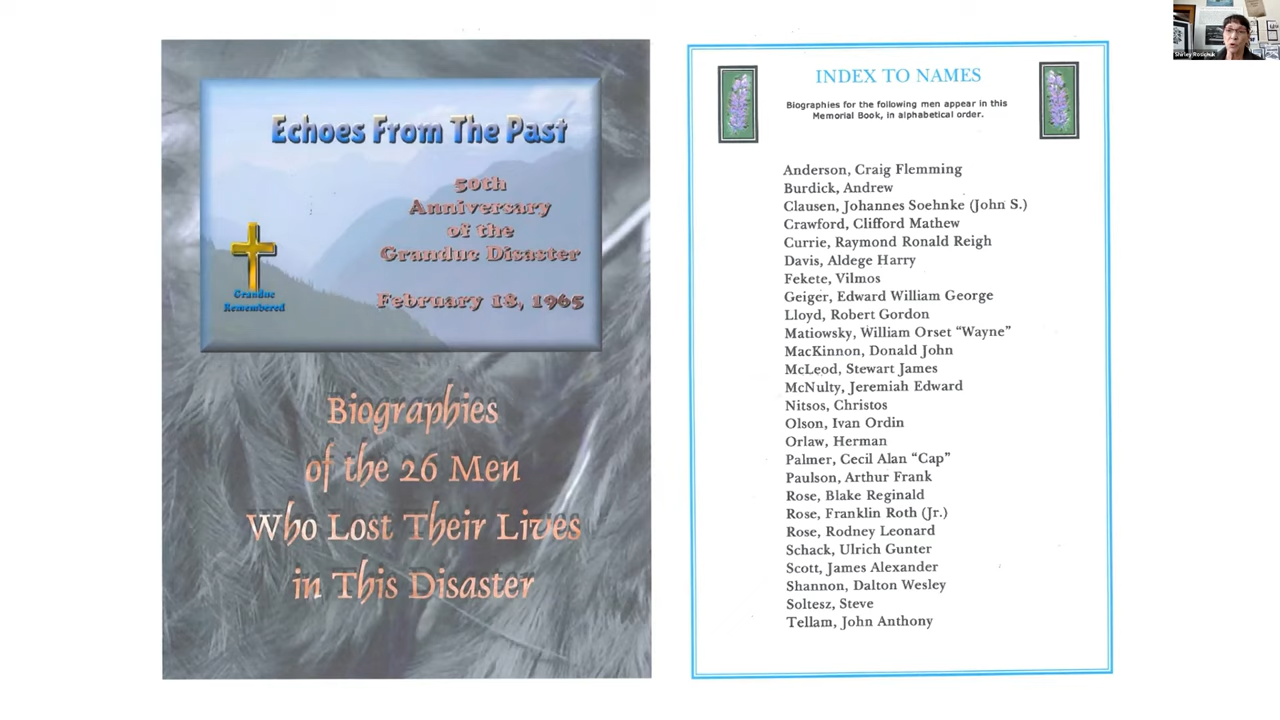 Echoes From The Past
50th
Anniversary
of the
Granduc Disaster
February 18, 1965
Granduc
Remembered
Biographies
of the 26 Men
Who Lost Their Lives
in This Disaster
INDEX TO NAMES
Biographies for the following men appear in this
Memorial Book, in alphabetical order.
Anderson, Craig Flemming
Burdick, Andrew
Clausen, Johannes Soehnke (John S.)
Crawford, Clifford Mathew
Currie, Raymond Ronald Reigh
Davis, Aldege Harry
Fekete, Vilmos
Geiger, Edward William George
Lloyd, Robert Gordon
Matiowsky, William Orset “Wayne”
MacKinnon, Donald John
McLeod, Stewart James
McNulty, Jeremiah Edward
Nitsos, Christos
Olson, Ivan Ordin
Orlaw, Herman
Palmer, Cecil Alan “Cap”
Paulson, Arthur Frank
Rose, Blake Reginald
Rose, Franklin Roth (Jr.)
Rose, Rodney Leonard
Schack, Ulrich Gunter
Scott, James Alexander
Shannon, Dalton Wesley
Soltesz, Steve
Tellam, John Anthony
Shirley Rosichuk